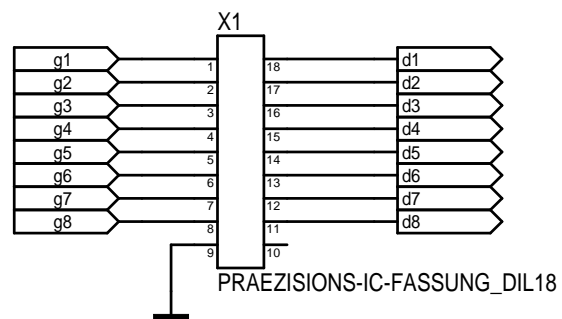 X1
g1 1 18 d1
g2 2 17 d2
g3 3 16 d3
g4 4 15 d4
g5 5 14 d5
g6 6 13 d6
g7 7 12 d7
g8 8 11 d8
9 10
PRAEZISIONS-IC-FASSUNG_DIL18